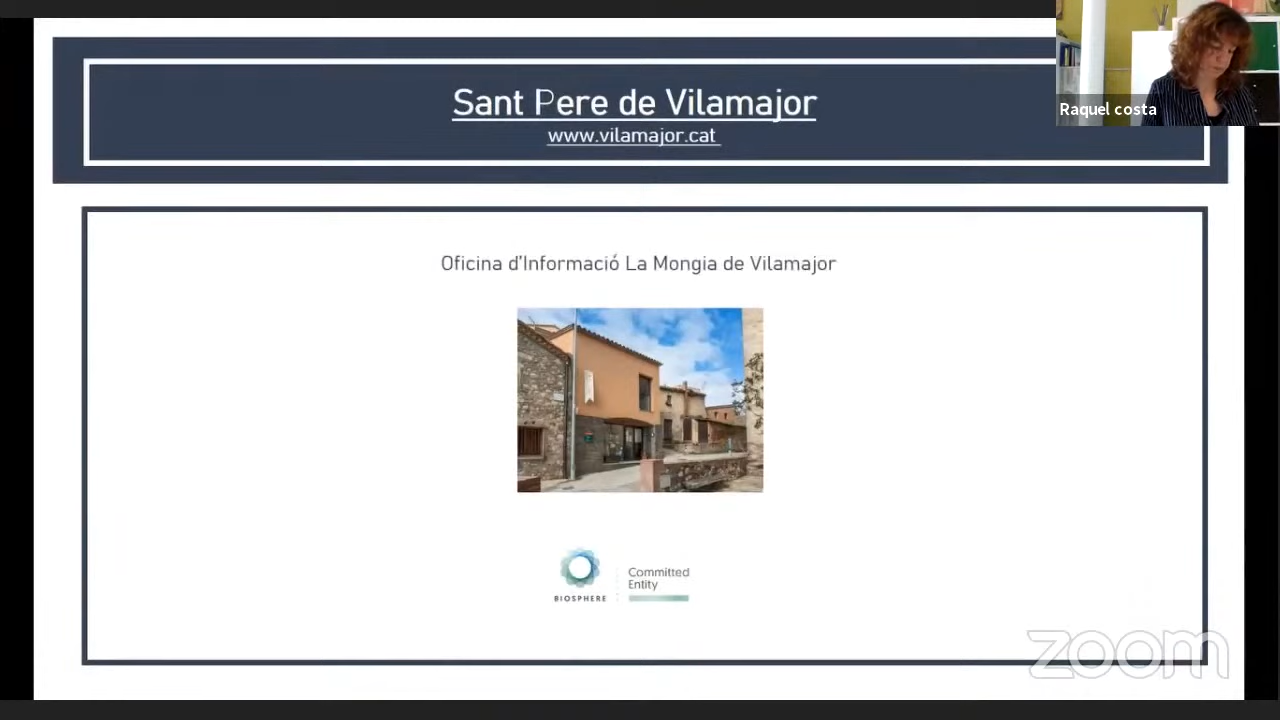 Sant Pere de Vilamajor
www.vilamajor.cat
Raquel costa
Oficina d'Informació La Mongia de Vilamajor
BIOSPHERE
Committed
Entity
zoom